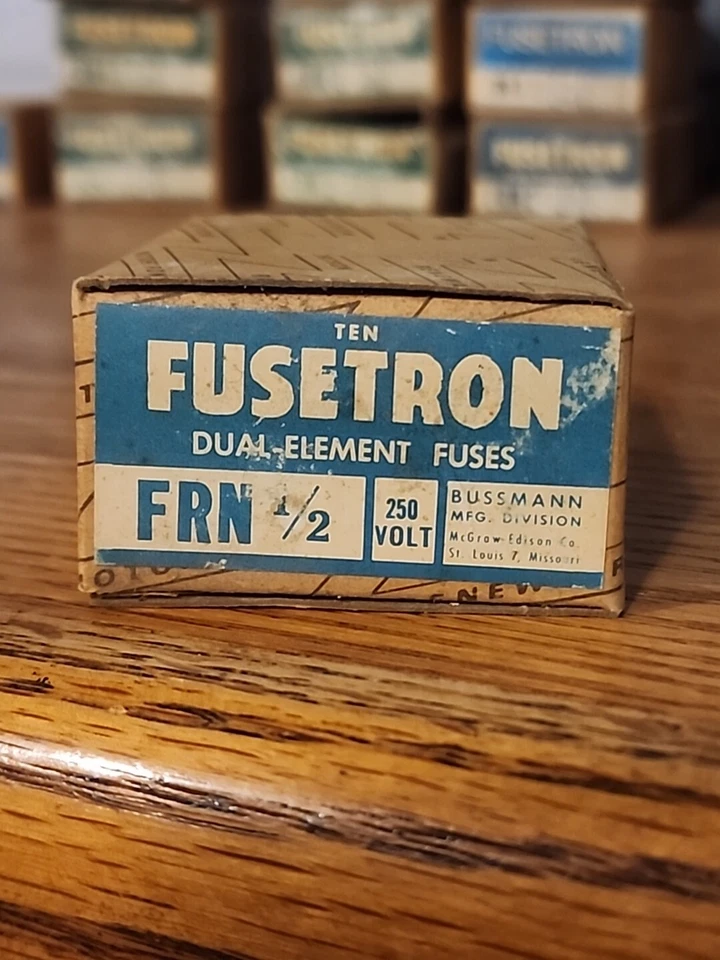 TEN
FUSETRON
DUAL-ELEMENT FUSES
FRN 1/2
250
VOLT
BUSSMANN
MFG. DIVISION
McGraw-Edison Co.
St. Louis 7, Missouri
NEW
FUSETRON
FUSETRON